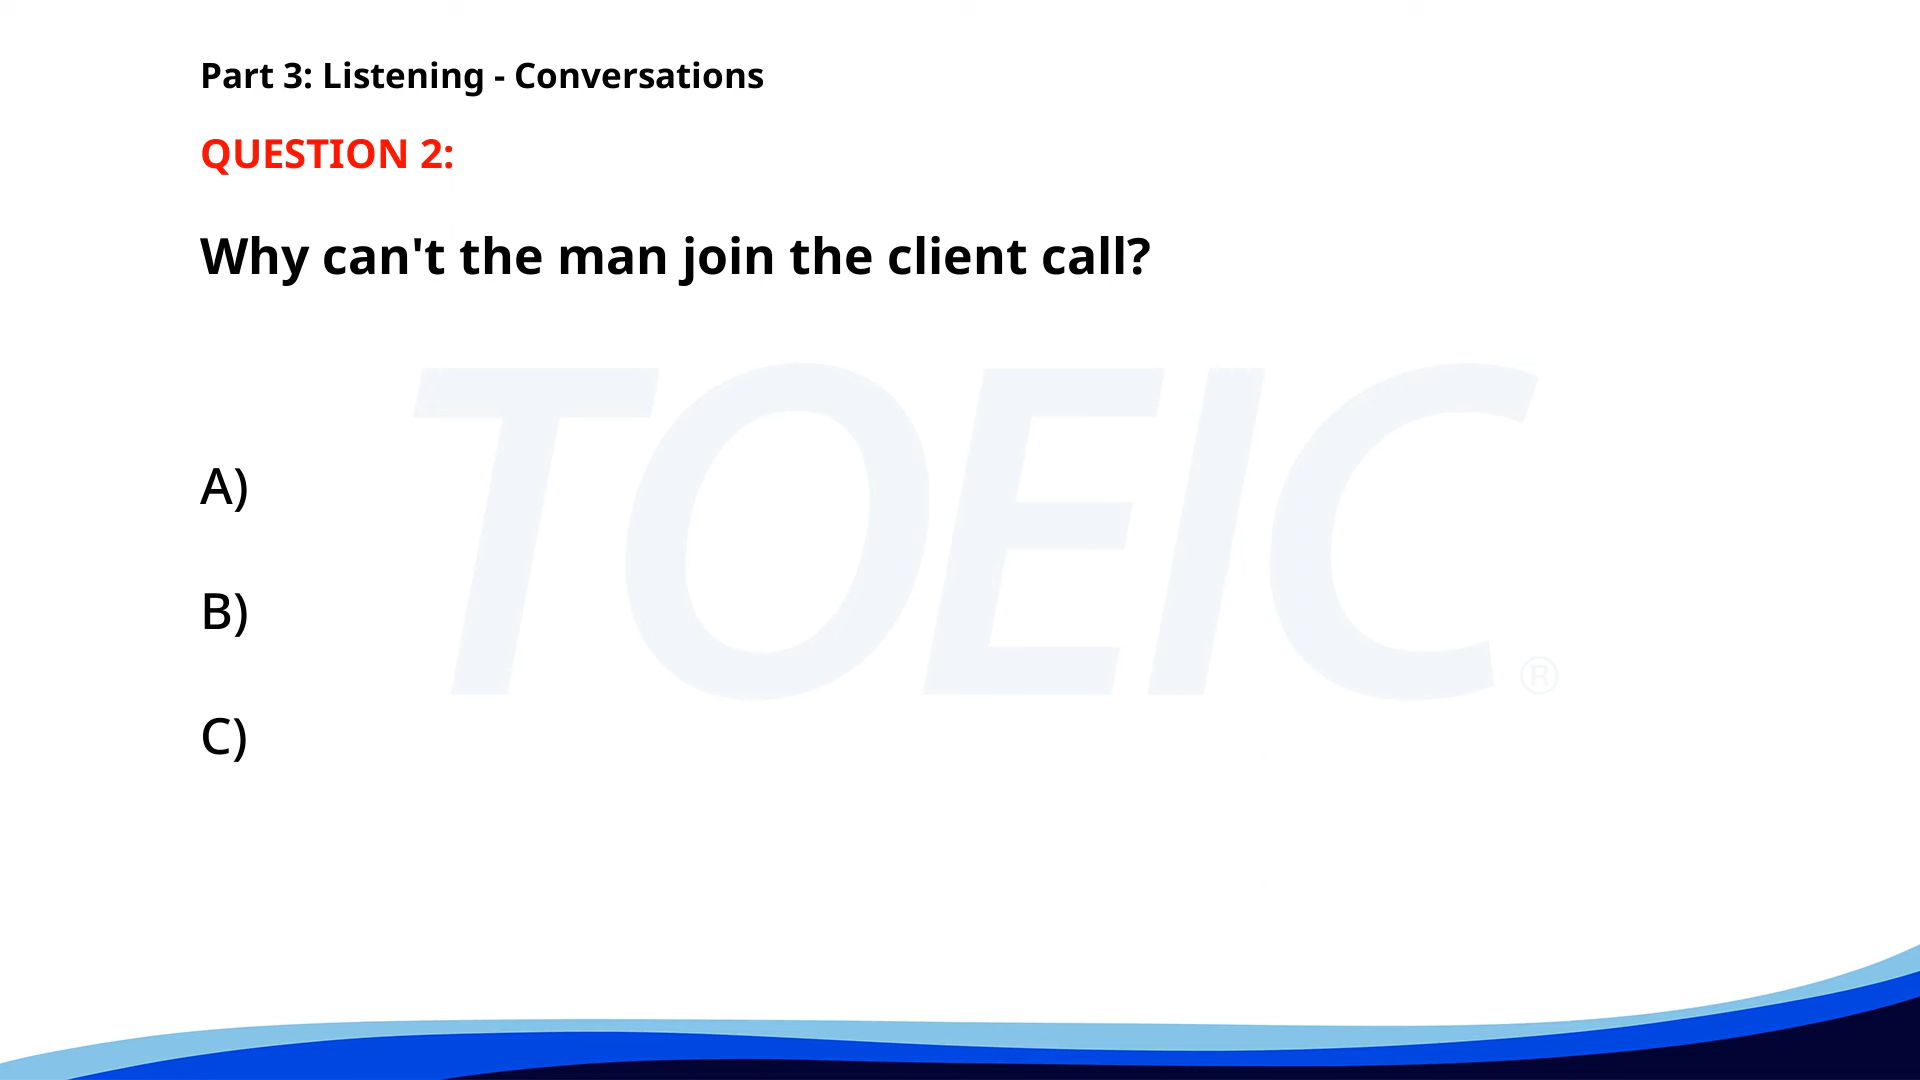 Part 3: Listening - Conversations
QUESTION 2:
Why can't the man join the client call?
TOEIC®
A)
B)
C)